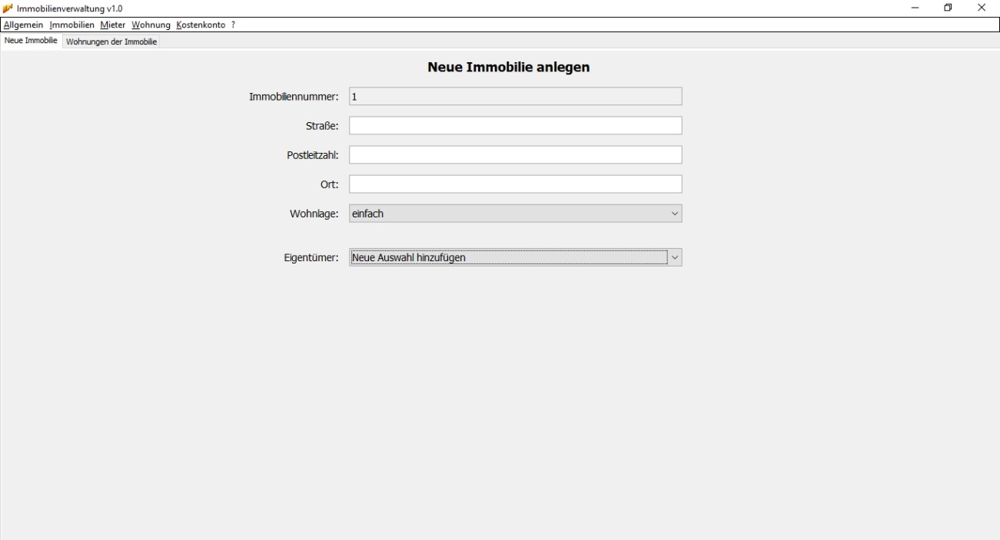 Immobilienverwaltung v1.0
Allgemein Immobilien Mieter Wohnung Kostenkonto ?
Neue Immobilie Wohnungen der Immobilie
Neue Immobilie anlegen
Immobiliennummer: 1
Straße:
Postleitzahl:
Ort:
Wohnlage: einfach
Eigentümer: Neue Auswahl hinzufügen